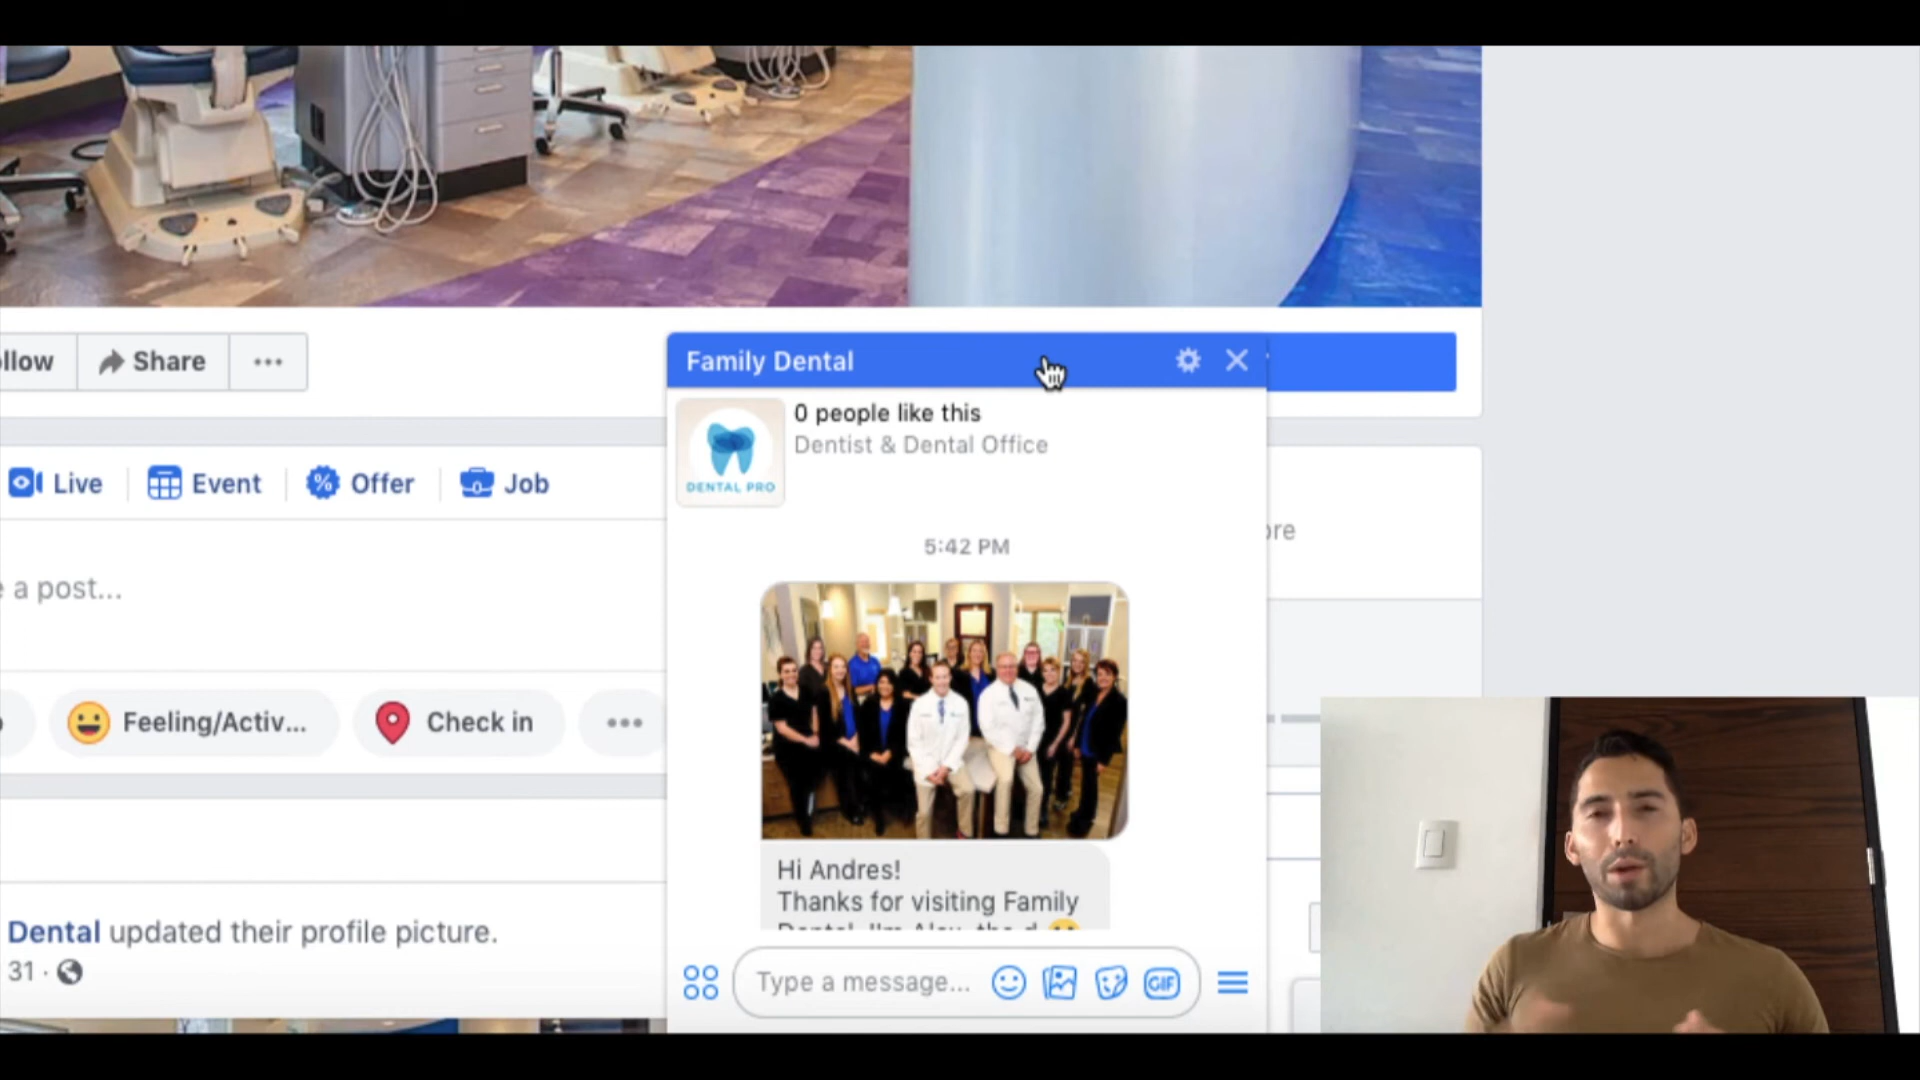 Share
Family Dental
0 people like this
Dentist & Dental Office
DENTAL PRO
Live
Event
Offer
Job
5:42 PM
a post...
Feeling/Activ...
Check in
Hi Andres!
Thanks for visiting Family
Dental updated their profile picture.
31 ·
Type a message...
GIF